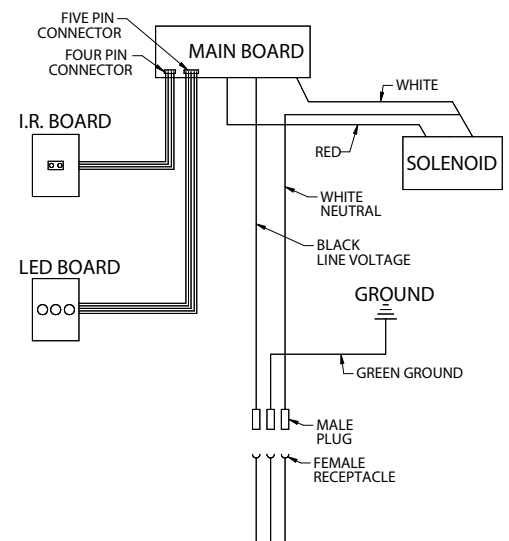 FIVE PIN
CONNECTOR
FOUR PIN
CONNECTOR
MAIN BOARD
WHITE
I.R. BOARD
RED
SOLENOID
WHITE
NEUTRAL
BLACK
LINE VOLTAGE
LED BOARD
GROUND
GREEN GROUND
MALE
PLUG
FEMALE
RECEPTACLE